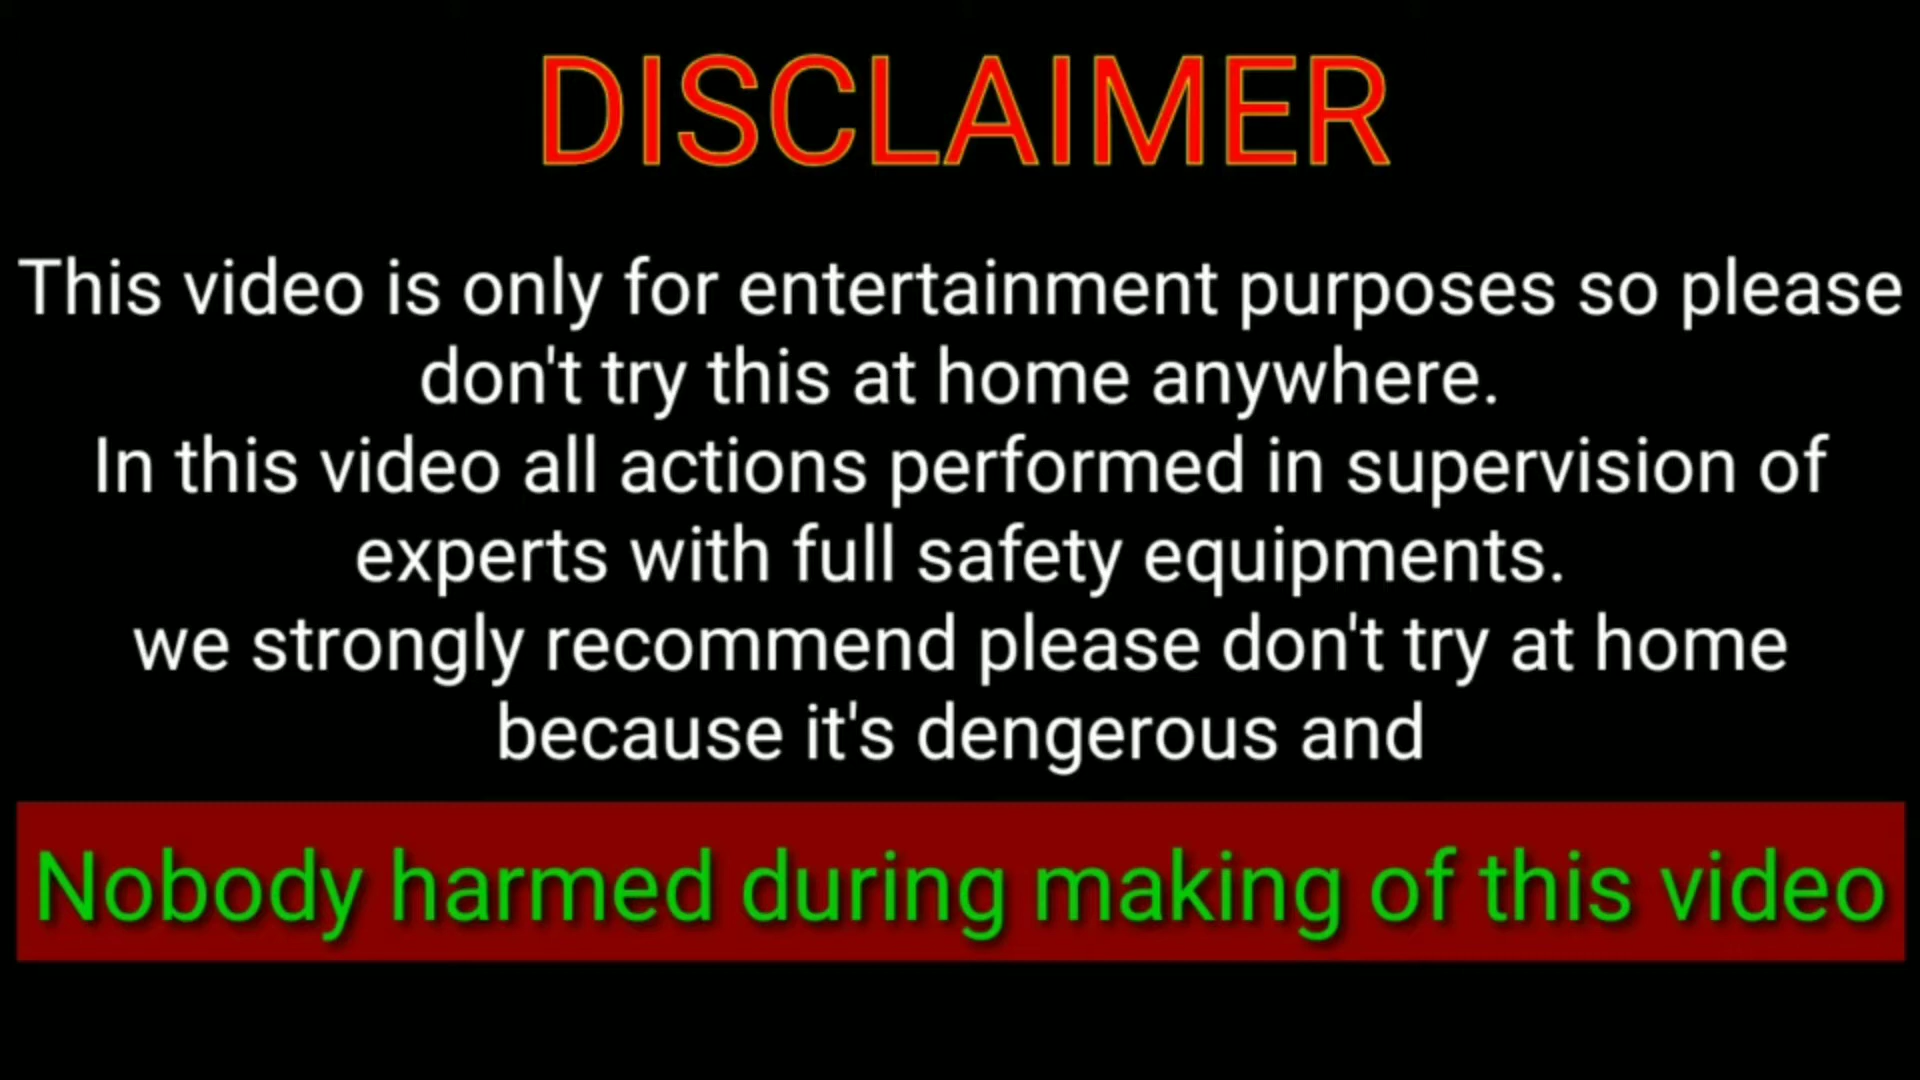 DISCLAIMER
This video is only for entertainment purposes so please
don't try this at home anywhere.
In this video all actions performed in supervision of
experts with full safety equipments.
we strongly recommend please don't try at home
because it's dengerous and
Nobody harmed during making of this video